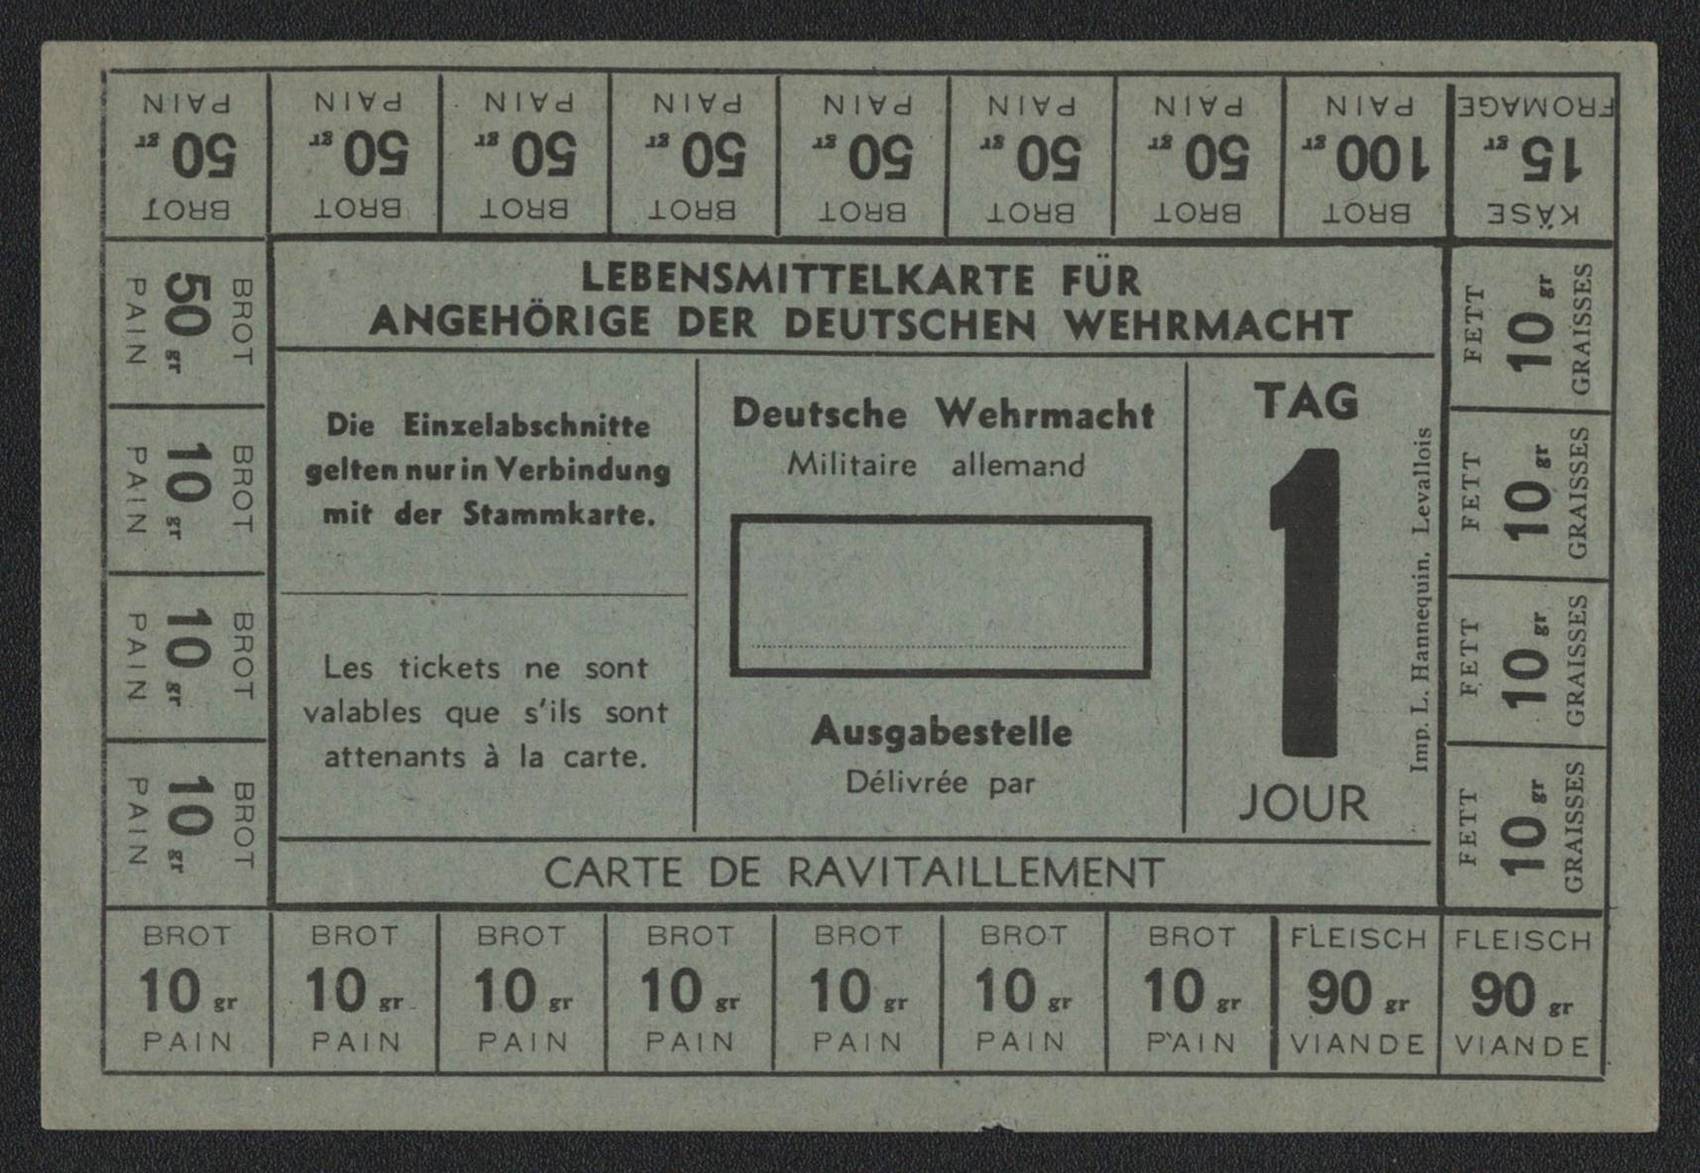 PAIN
50 gr
BROT
PAIN
50 gr
BROT
PAIN
50 gr
BROT
PAIN
50 gr
BROT
PAIN
50 gr
BROT
PAIN
50 gr
BROT
PAIN
50 gr
BROT
PAIN
100 gr
BROT
FROMAGE
15 gr
KÄSE
BROT
50 gr
PAIN
BROT
10 gr
PAIN
BROT
10 gr
PAIN
BROT
10 gr
PAIN
LEBENSMITTELKARTE FÜR
ANGEHÖRIGE DER DEUTSCHEN WEHRMACHT
Die Einzelabschnitte
gelten nur in Verbindung
mit der Stammkarte.
Les tickets ne sont
valables que s'ils sont
attenants à la carte.
Deutsche Wehrmacht
Militaire allemand
Ausgabestelle
Délivrée par
TAG
1
JOUR
Imp. L. Hannequin, Levallois
CARTE DE RAVITAILLEMENT
FETT
10 gr
GRAISSES
FETT
10 gr
GRAISSES
FETT
10 gr
GRAISSES
FETT
10 gr
GRAISSES
BROT
10 gr
PAIN
BROT
10 gr
PAIN
BROT
10 gr
PAIN
BROT
10 gr
PAIN
BROT
10 gr
PAIN
BROT
10 gr
PAIN
BROT
10 gr
PAIN
FLEISCH
90 gr
VIANDE
FLEISCH
90 gr
VIANDE